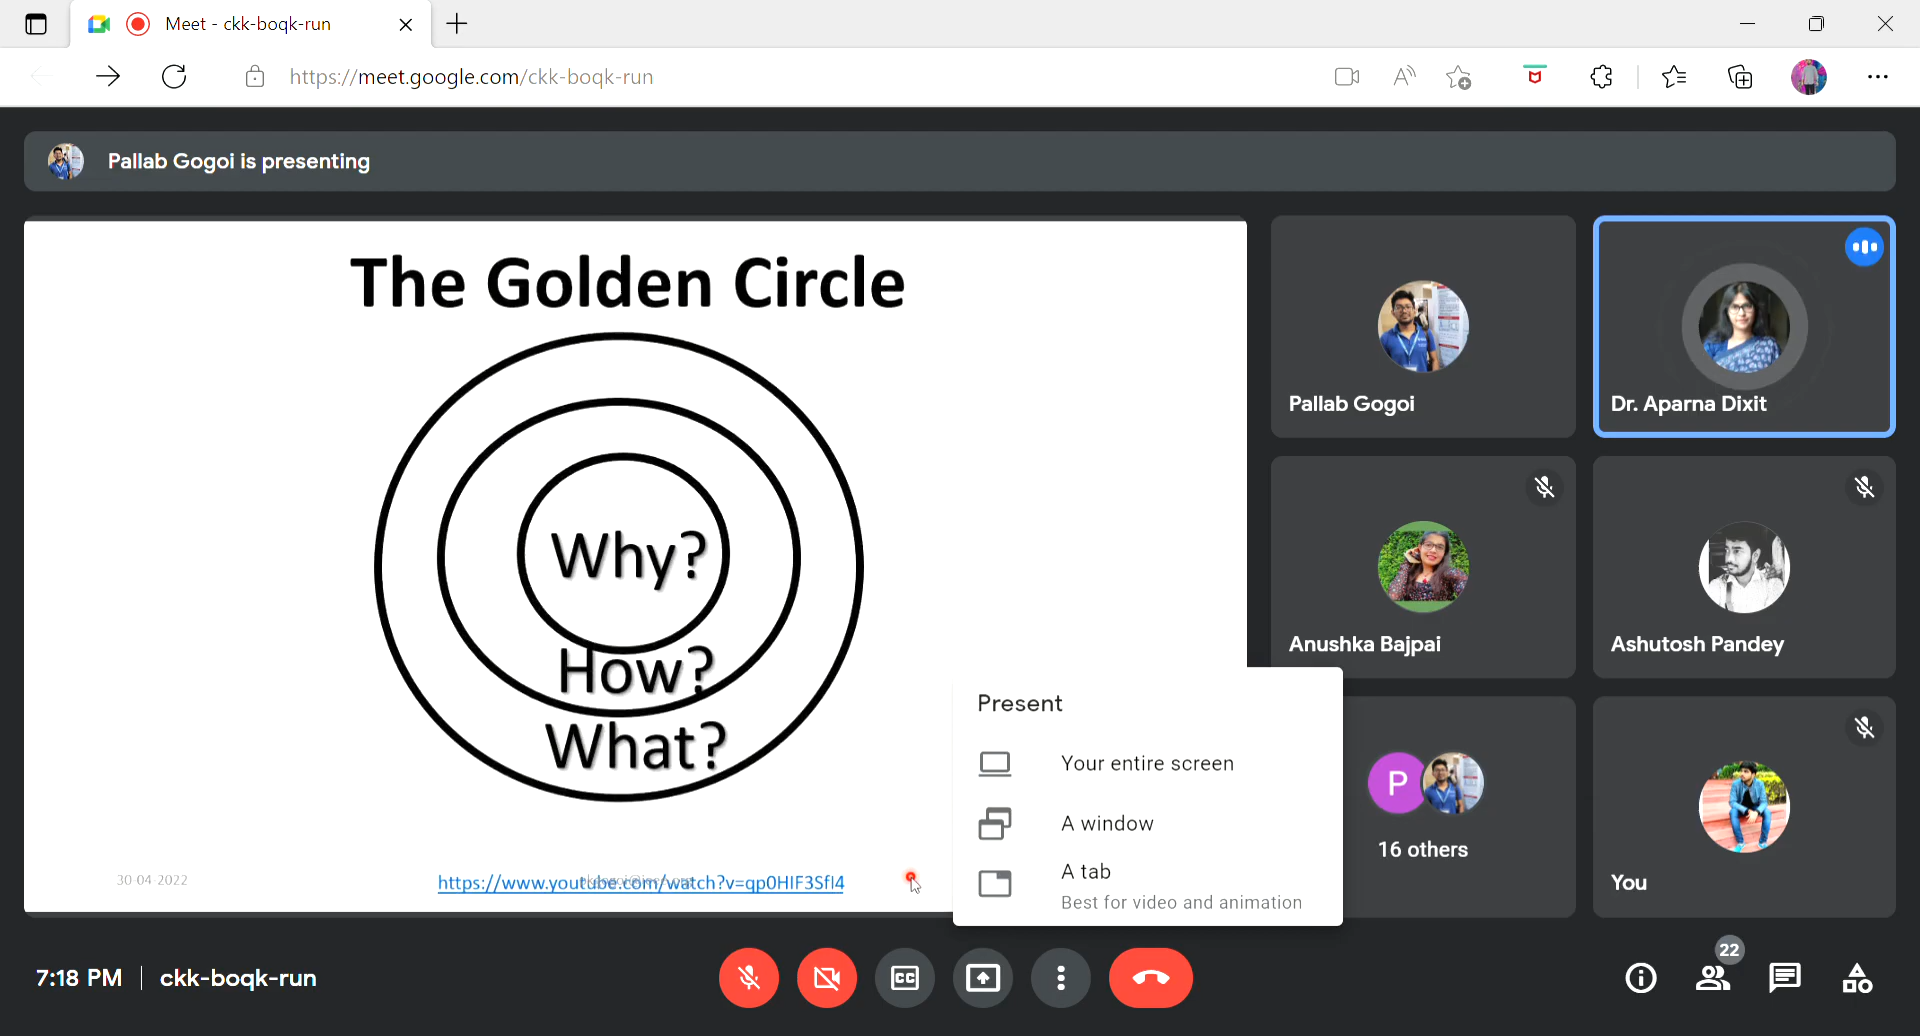 Meet - ckk-boqk-run
https://meet.google.com/ckk-boqk-run
Pallab Gogoi is presenting
The Golden Circle
Why?
How?
What?
30-04-2022
https://www.youtube.com/watch?v=qp0HIF3SfI4
Pallab Gogoi
Dr. Aparna Dixit
Anushka Bajpai
Ashutosh Pandey
P
16 others
You
Present
Your entire screen
A window
A tab
Best for video and animation
7:18 PM
ckk-boqk-run
CC
22